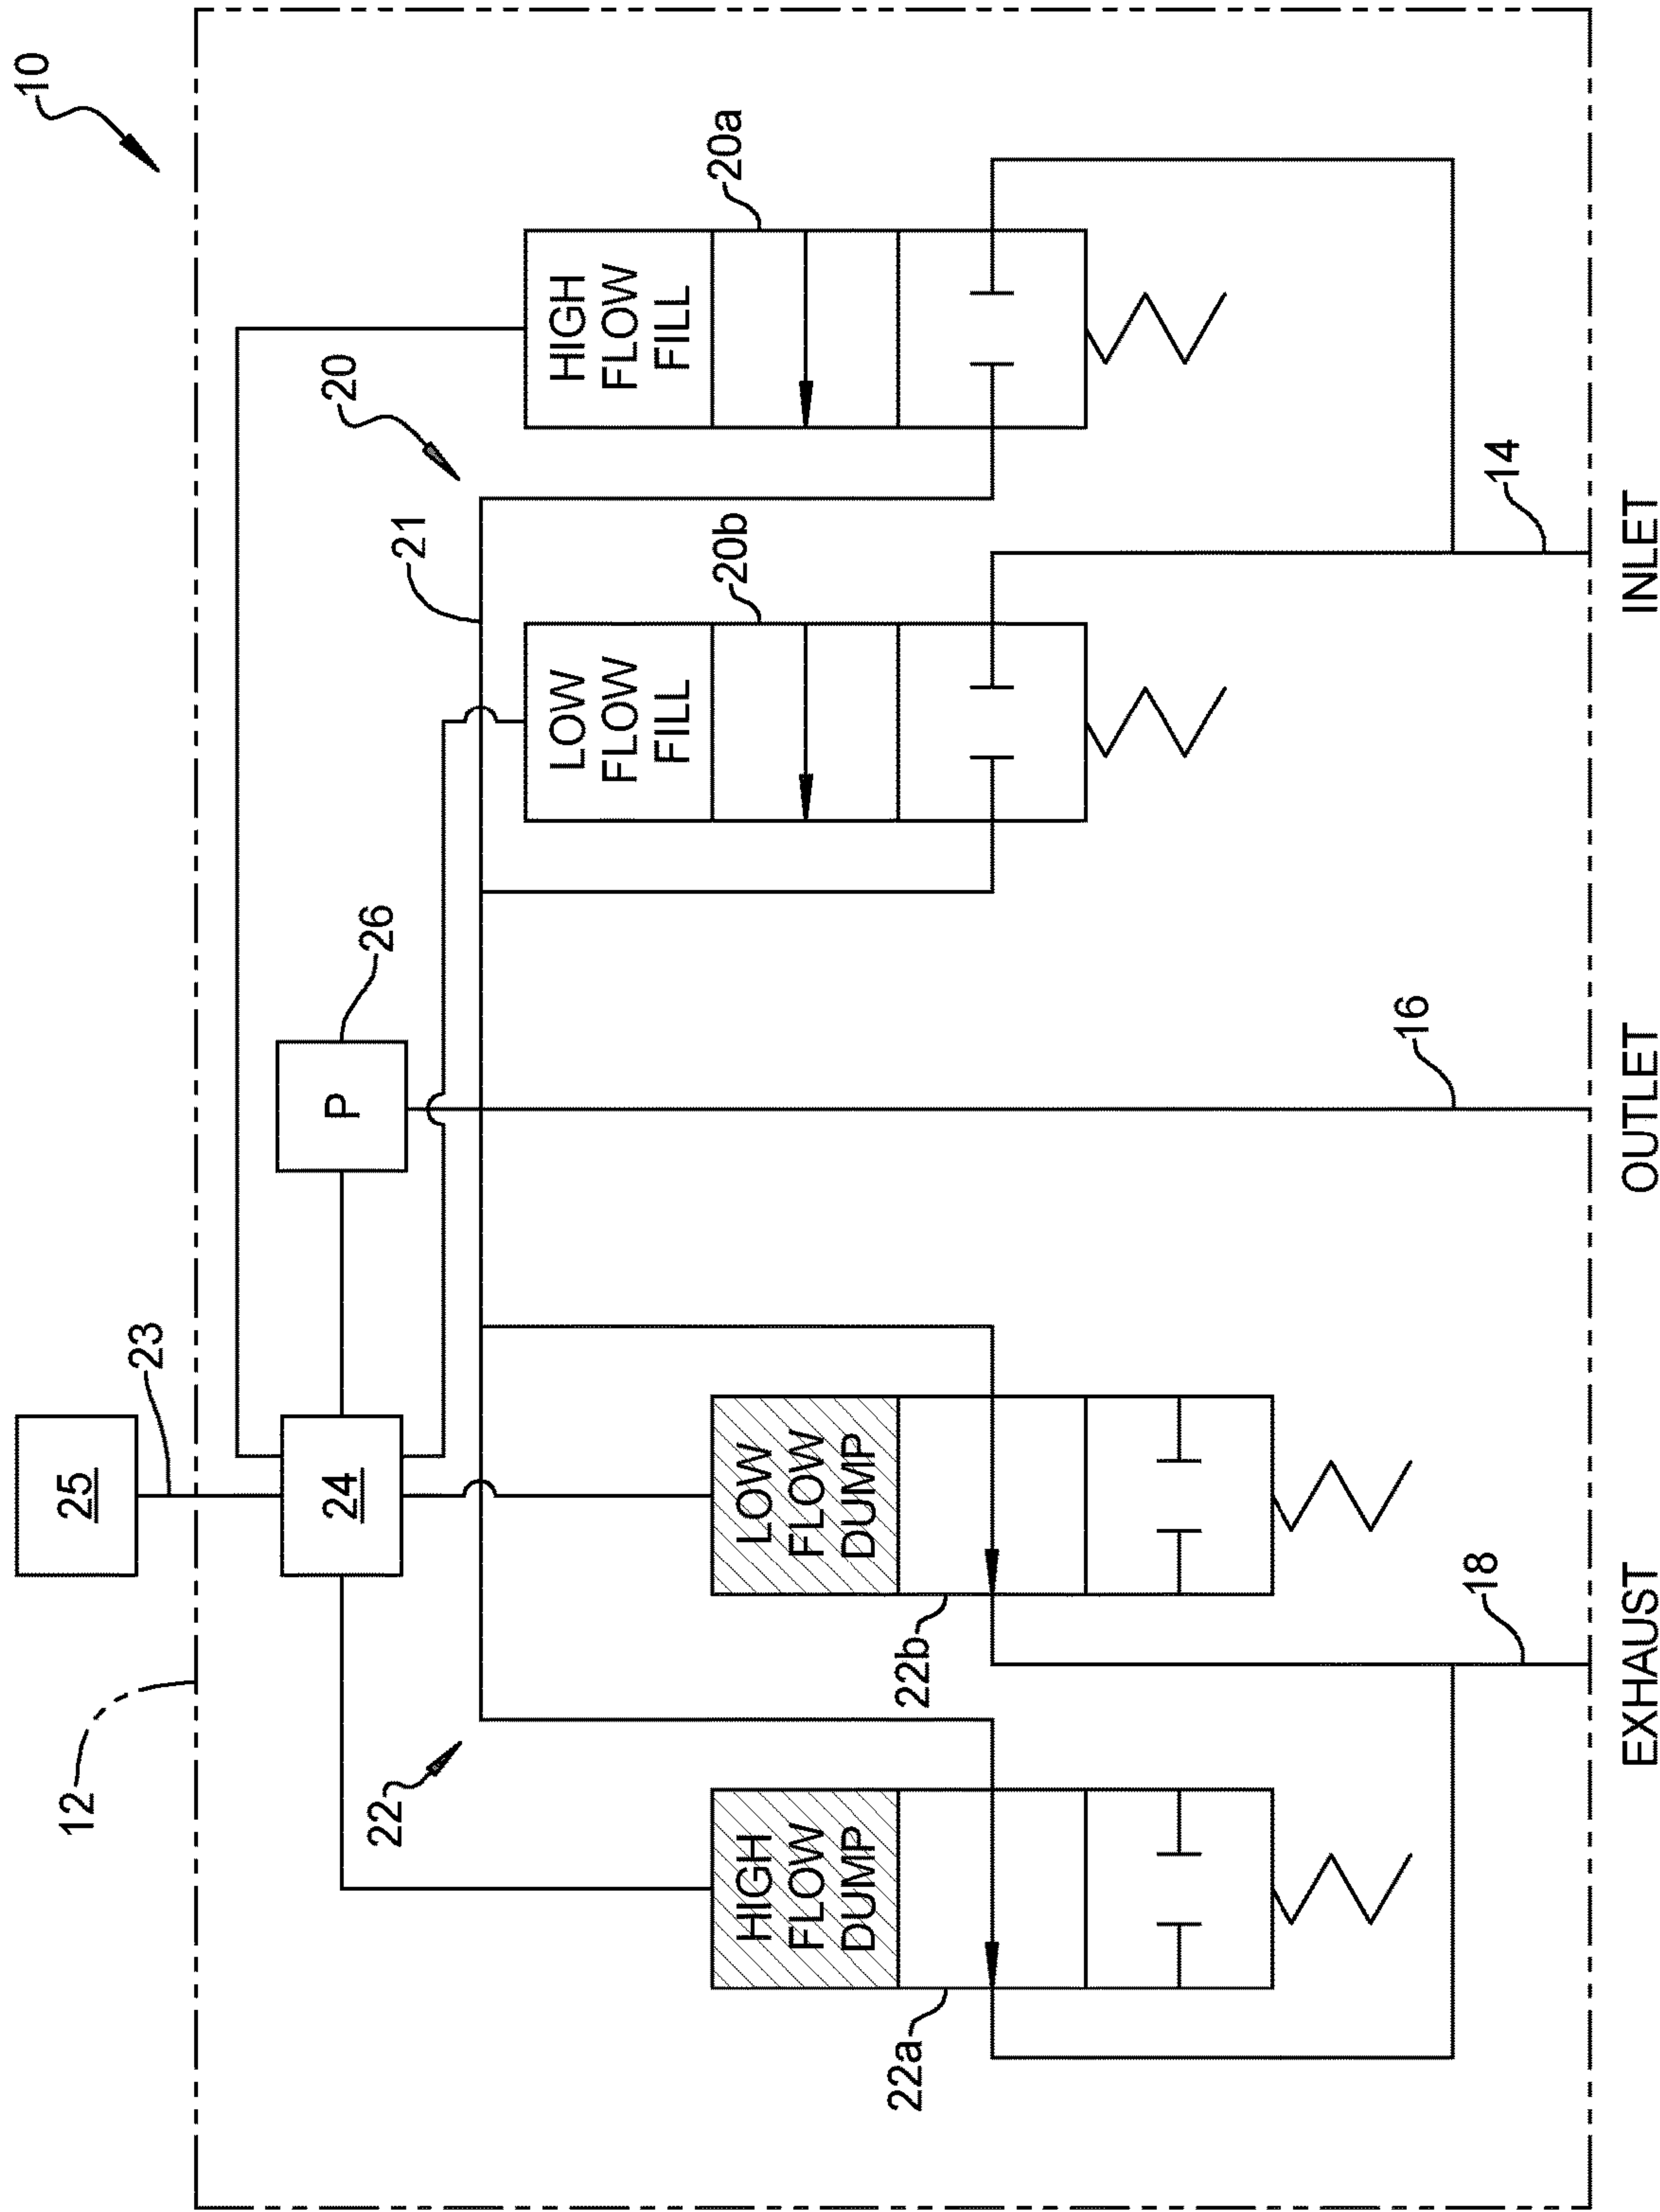 10
12
25
23
24
P
26
20
21
HIGH
FLOW
FILL
20a
LOW
FLOW
FILL
20b
22
HIGH
FLOW
DUMP
22a
LOW
FLOW
DUMP
22b
18
16
14
EXHAUST
OUTLET
INLET